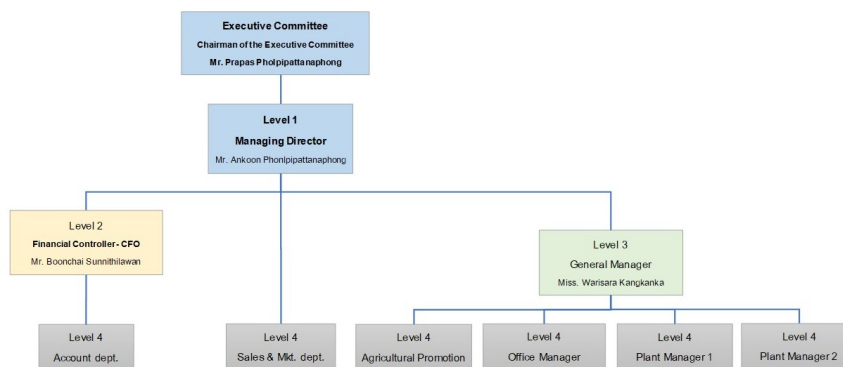 Executive Committee
Chairman of the Executive Committee
Mr. Prapas Pholpipattanaphong
Level 1
Managing Director
Mr. Ankoon Phonlpipattanaphong
Level 2
Financial Controller- CFO
Mr. Boonchai Sunnithilawan
Level 3
General Manager
Miss. Warisara Kangkanka
Level 4
Account dept.
Level 4
Sales & Mkt. dept.
Level 4
Agricultural Promotion
Level 4
Office Manager
Level 4
Plant Manager 1
Level 4
Plant Manager 2